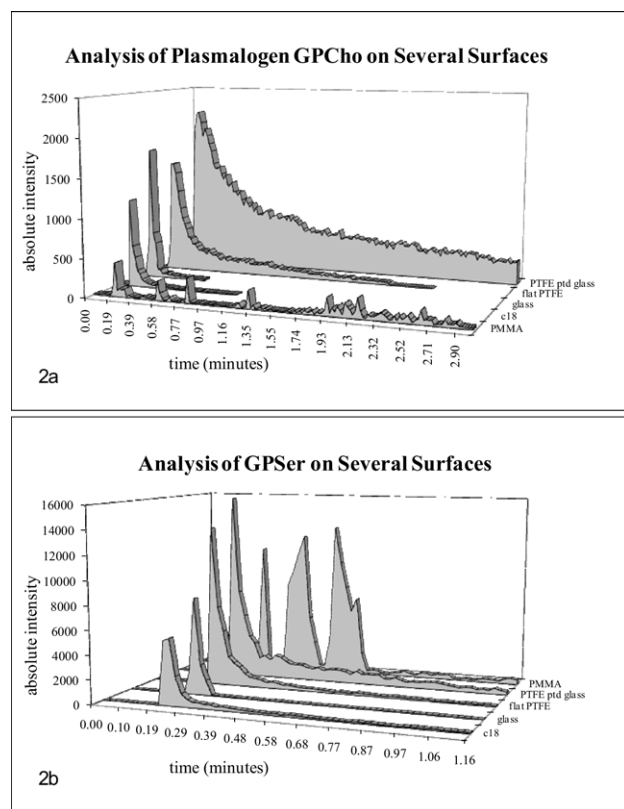 Analysis of Plasmalogen GPCho on Several Surfaces
2500
2000
1500
1000
500
0
absolute intensity
0.00 0.19 0.39 0.58 0.77 0.97 1.16 1.35 1.55 1.74 1.93 2.13 2.32 2.52 2.71 2.90
time (minutes)
PTFE ptd glass
flat PTFE
glass
c18
PMMA
2a
Analysis of GPSer on Several Surfaces
16000
14000
12000
10000
8000
6000
4000
2000
0
absolute intensity
0.00 0.10 0.19 0.29 0.39 0.48 0.58 0.68 0.77 0.87 0.97 1.06 1.16
time (minutes)
PMMA
PTFE ptd glass
flat PTFE
glass
c18
2b